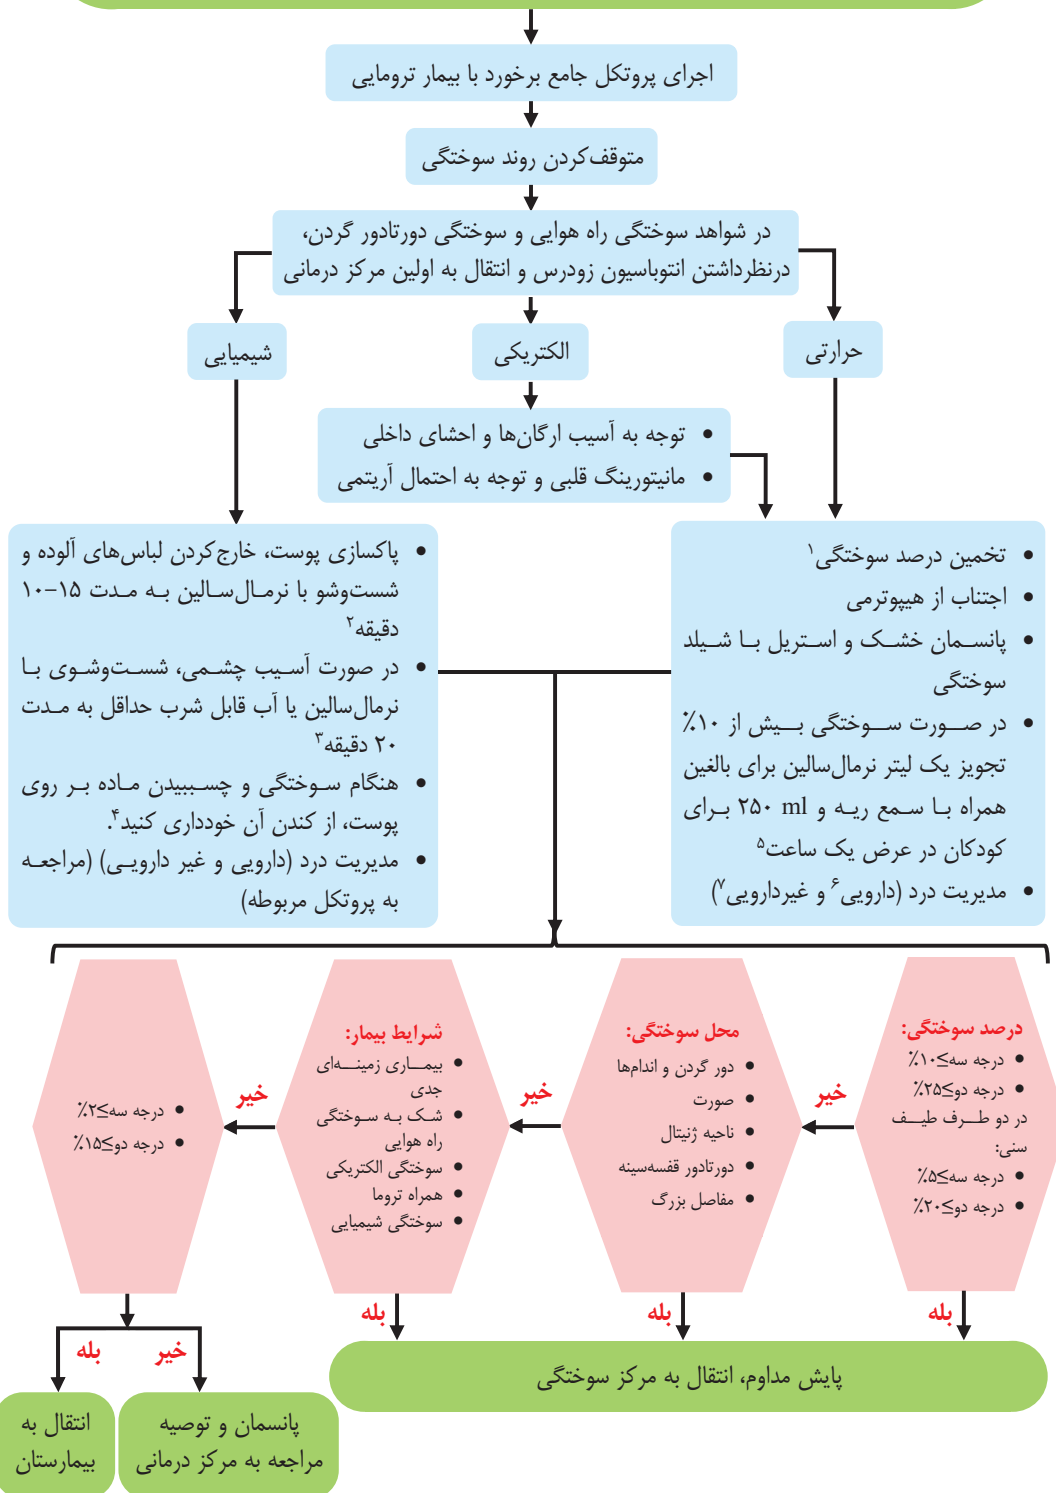 اجرای پروتکل جامع برخورد با بیمار ترومایی
متوقف‌کردن روند سوختگی
در شواهد سوختگی راه هوایی و سوختگی دورتادور گردن،
درنظرداشتن انتوباسیون زودرس و انتقال به اولین مرکز درمانی
حرارتی
الکتریکی
شیمیایی
• توجه به آسیب ارگان‌ها و احشای داخلی
• مانیتورینگ قلبی و توجه به احتمال آریتمی
• تخمین درصد سوختگی۱
• اجتناب از هیپوترمی
• پانسمان خشک و استریل با شیلد
سوختگی
• در صورت سوختگی بیش از ۱۰٪
تجویز یک لیتر نرمال‌سالین برای بالغین
همراه با سمع ریه و ۲۵۰ ml برای
کودکان در عرض یک ساعت۵
• مدیریت درد (دارویی۶ و غیردارویی۷)
• پاکسازی پوست، خارج‌کردن لباس‌های آلوده و
شست‌وشو با نرمال‌سالین به مدت ۱۵–۱۰
دقیقه۲
• در صورت آسیب چشمی، شست‌وشوی با
نرمال‌سالین یا آب قابل شرب حداقل به مدت
۲۰ دقیقه۳
• هنگام سوختگی و چسبیدن ماده بر روی
پوست، از کندن آن خودداری کنید۴.
• مدیریت درد (دارویی و غیر دارویی) (مراجعه
به پروتکل مربوطه)
درصد سوختگی:
• درجه سه≥۱۰٪
• درجه دو≥۲۵٪
در دو طرف طیف
سنی:
• درجه سه≥۵٪
• درجه دو≥۲۰٪
خیر
محل سوختگی:
• دور گردن و اندام‌ها
• صورت
• ناحیه ژنیتال
• دورتادور قفسه‌سینه
• مفاصل بزرگ
خیر
شرایط بیمار:
• بیماری زمینه‌ای
جدی
• شک به سوختگی
راه هوایی
• سوختگی الکتریکی
• همراه تروما
• سوختگی شیمیایی
خیر
• درجه سه≥۲٪
• درجه دو≥۱۵٪
بله
بله
بله
خیر
بله
پایش مداوم، انتقال به مرکز سوختگی
پانسمان و توصیه
مراجعه به مرکز درمانی
انتقال به
بیمارستان